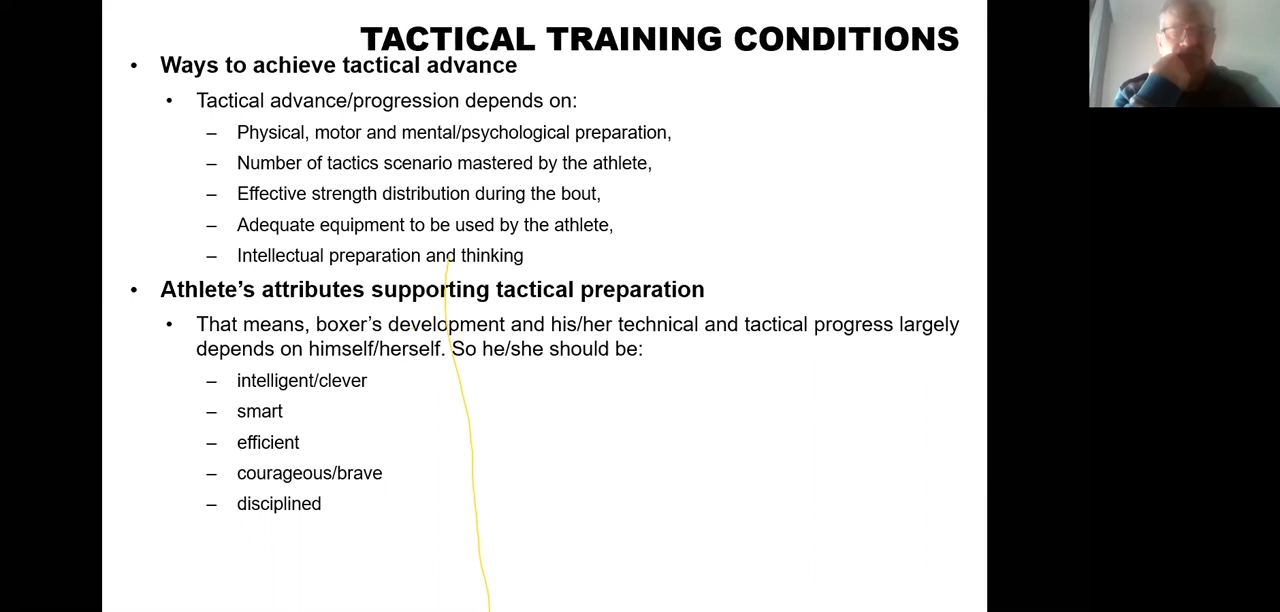 TACTICAL TRAINING CONDITIONS
• Ways to achieve tactical advance
• Tactical advance/progression depends on:
– Physical, motor and mental/psychological preparation,
– Number of tactics scenario mastered by the athlete,
– Effective strength distribution during the bout,
– Adequate equipment to be used by the athlete,
– Intellectual preparation and thinking
• Athlete’s attributes supporting tactical preparation
• That means, boxer’s development and his/her technical and tactical progress largely
depends on himself/herself. So he/she should be:
– intelligent/clever
– smart
– efficient
– courageous/brave
– disciplined